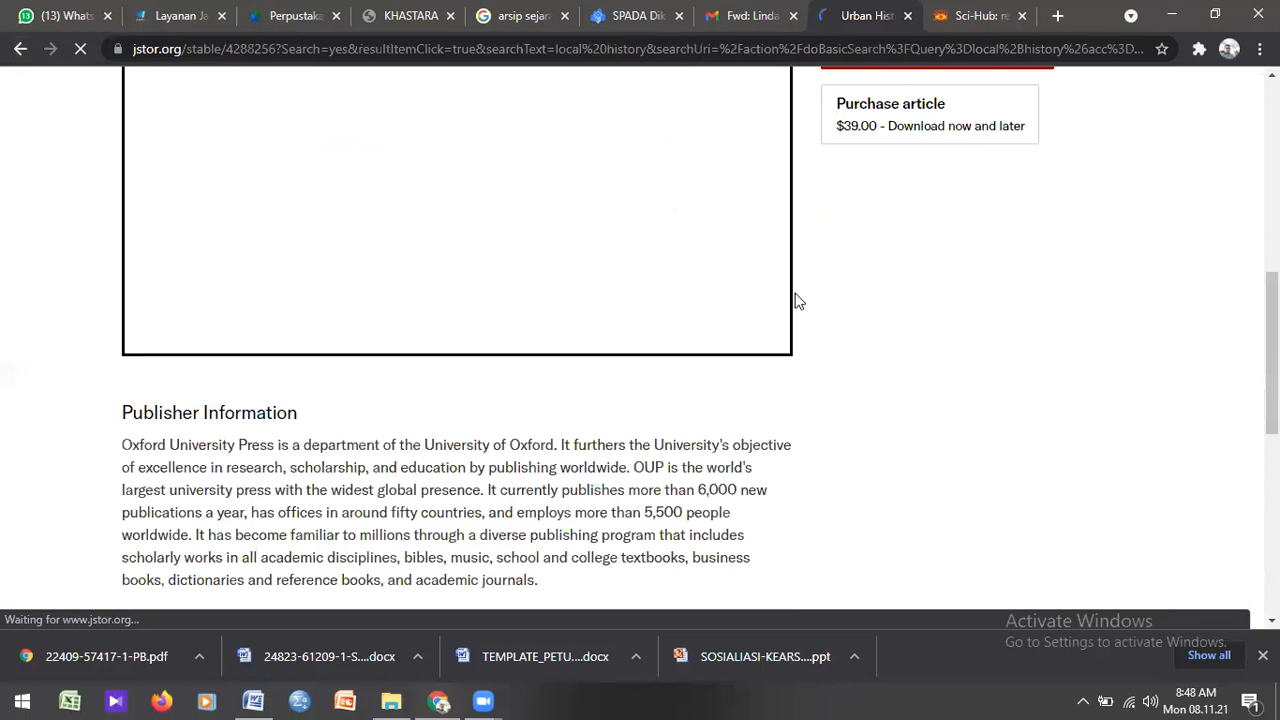 (13) Whats
Layanan Ja
Perpustaka
KHASTARA
arsip sejara
SPADA Dik
Fwd: Linda
Urban Hist
Sci-Hub: re
jstor.org/stable/4288256?Search=yes&resultItemClick=true&searchText=local%20history&searchUri=%2Faction%2FdoBasicSearch%3FQuery%3Dlocal%2Bhistory%26acc%3D...
Purchase article
$39.00 - Download now and later
Publisher Information
Oxford University Press is a department of the University of Oxford. It furthers the University's objective
of excellence in research, scholarship, and education by publishing worldwide. OUP is the world's
largest university press with the widest global presence. It currently publishes more than 6,000 new
publications a year, has offices in around fifty countries, and employs more than 5,500 people
worldwide. It has become familiar to millions through a diverse publishing program that includes
scholarly works in all academic disciplines, bibles, music, school and college textbooks, business
books, dictionaries and reference books, and academic journals.
Waiting for www.jstor.org...
Activate Windows
Go to Settings to activate Windows.
22409-57417-1-PB.pdf
24823-61209-1-S....docx
TEMPLATE_PETU....docx
SOSIALIASI-KEARS....ppt
Show all
8:48 AM
Mon 08.11.21
1